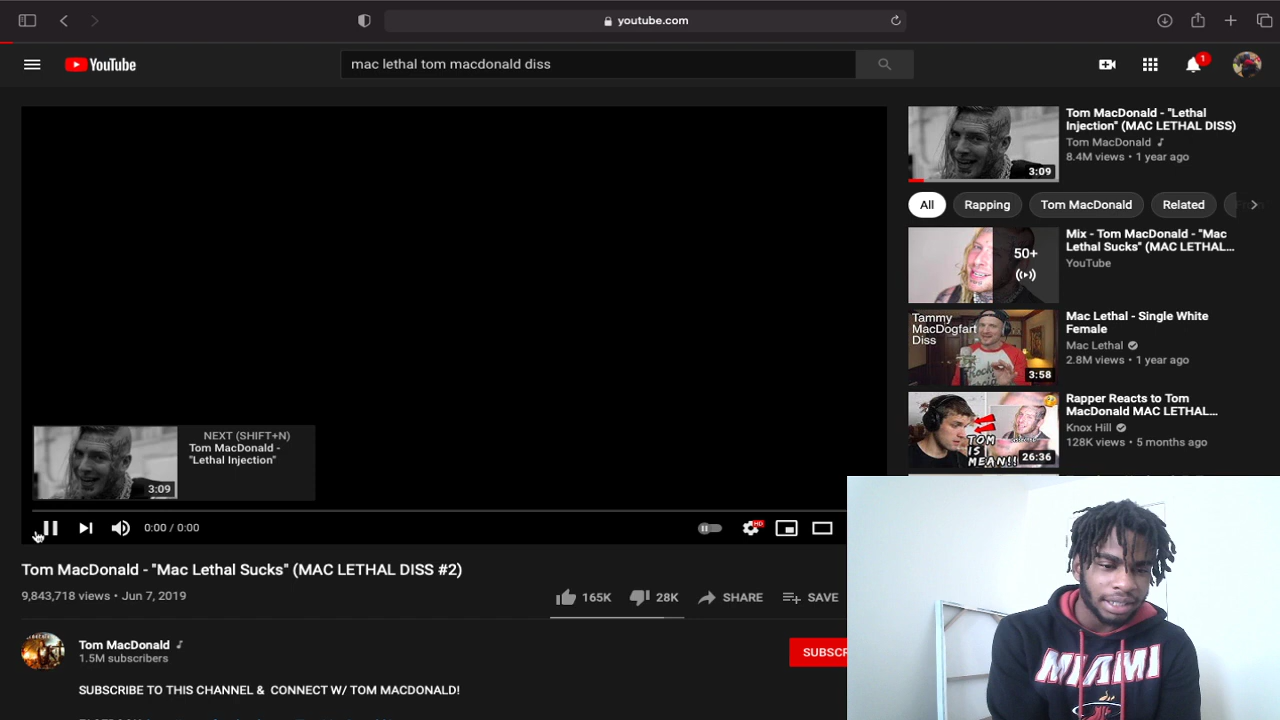 youtube.com
YouTube
mac lethal tom macdonald diss
1
NEXT (SHIFT+N)
Tom MacDonald -
"Lethal Injection"
3:09
0:00 / 0:00
HD
Tom MacDonald - "Mac Lethal Sucks" (MAC LETHAL DISS #2)
9,843,718 views • Jun 7, 2019
165K
28K
SHARE
SAVE
Tom MacDonald
1.5M subscribers
SUBSCR
SUBSCRIBE TO THIS CHANNEL & CONNECT W/ TOM MACDONALD!
3:09
Tom MacDonald - "Lethal
Injection" (MAC LETHAL DISS)
Tom MacDonald
8.4M views • 1 year ago
All
Rapping
Tom MacDonald
Related
50+
Mix - Tom MacDonald - "Mac
Lethal Sucks" (MAC LETHAL...
YouTube
Tammy
MacDogfart
Diss
3:58
Mac Lethal - Single White
Female
Mac Lethal
2.8M views • 1 year ago
TOM
IS
MEAN!!
26:36
Rapper Reacts to Tom
MacDonald MAC LETHAL...
Knox Hill
128K views • 5 months ago
MIAMI